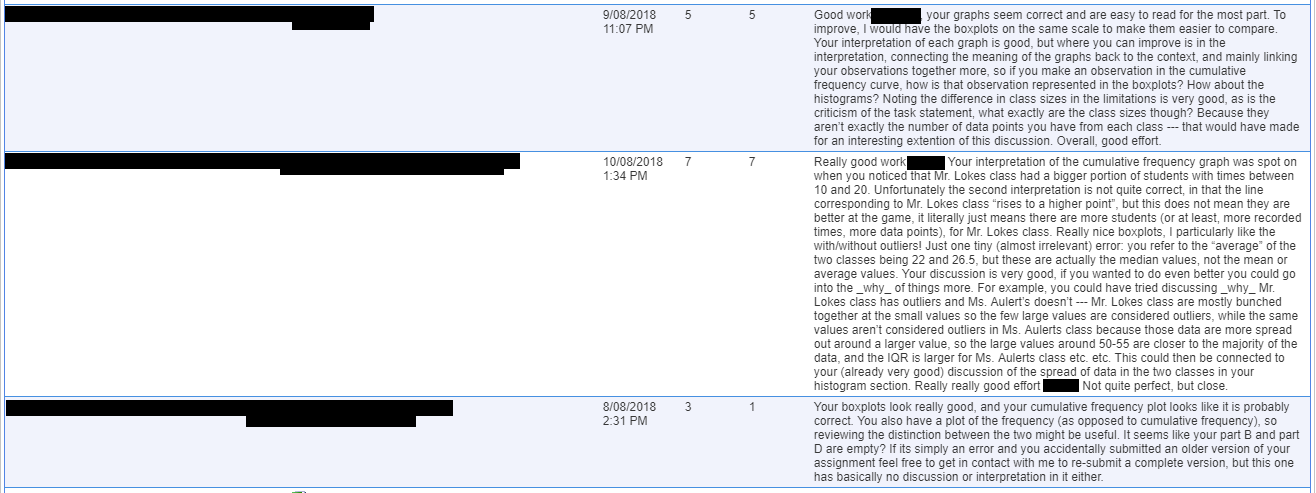 9/08/2018 5 5 Good work , your graphs seem correct and are easy to read for the most part. To
11:07 PM improve, I would have the boxplots on the same scale to make them easier to compare.
Your interpretation of each graph is good, but where you can improve is in the
interpretation, connecting the meaning of the graphs back to the context, and mainly linking
your observations together more, so if you make an observation in the cumulative
frequency curve, how is that observation represented in the boxplots? How about the
histograms? Noting the difference in class sizes in the limitations is very good, as is the
criticism of the task statement, what exactly are the class sizes though? Because they
aren't exactly the number of data points you have from each class --- that would have made
for an interesting extention of this discussion. Overall, good effort.
10/08/2018 7 7 Really good work Your interpretation of the cumulative frequency graph was spot on
1:34 PM when you noticed that Mr. Lokes class had a bigger portion of students with times between
10 and 20. Unfortunately the second interpretation is not quite correct, in that the line
corresponding to Mr. Lokes class “rises to a higher point”, but this does not mean they are
better at the game, it literally just means there are more students (or at least, more recorded
times, more data points), for Mr. Lokes class. Really nice boxplots, I particularly like the
with/without outliers! Just one tiny (almost irrelevant) error: you refer to the “average” of the
two classes being 22 and 26.5, but these are actually the median values, not the mean or
average values. Your discussion is very good, if you wanted to do even better you could go
into the _why_ of things more. For example, you could have tried discussing _why_ Mr.
Lokes class has outliers and Ms. Aulert’s doesn’t --- Mr. Lokes class are mostly bunched
together at the small values so the few large values are considered outliers, while the same
values aren’t considered outliers in Ms. Aulerts class because those data are more spread
out around a larger value, so the large values around 50-55 are closer to the majority of the
data, and the IQR is larger for Ms. Aulerts class etc. etc. This could then be connected to
your (already very good) discussion of the spread of data in the two classes in your
histogram section. Really really good effort Not quite perfect, but close.
8/08/2018 3 1 Your boxplots look really good, and your cumulative frequency plot looks like it is probably
2:31 PM correct. You also have a plot of the frequency (as opposed to cumulative frequency), so
reviewing the distinction between the two might be useful. It seems like your part B and part
D are empty? If its simply an error and you accidentally submitted an older version of your
assignment feel free to get in contact with me to re-submit a complete version, but this one
has basically no discussion or interpretation in it either.